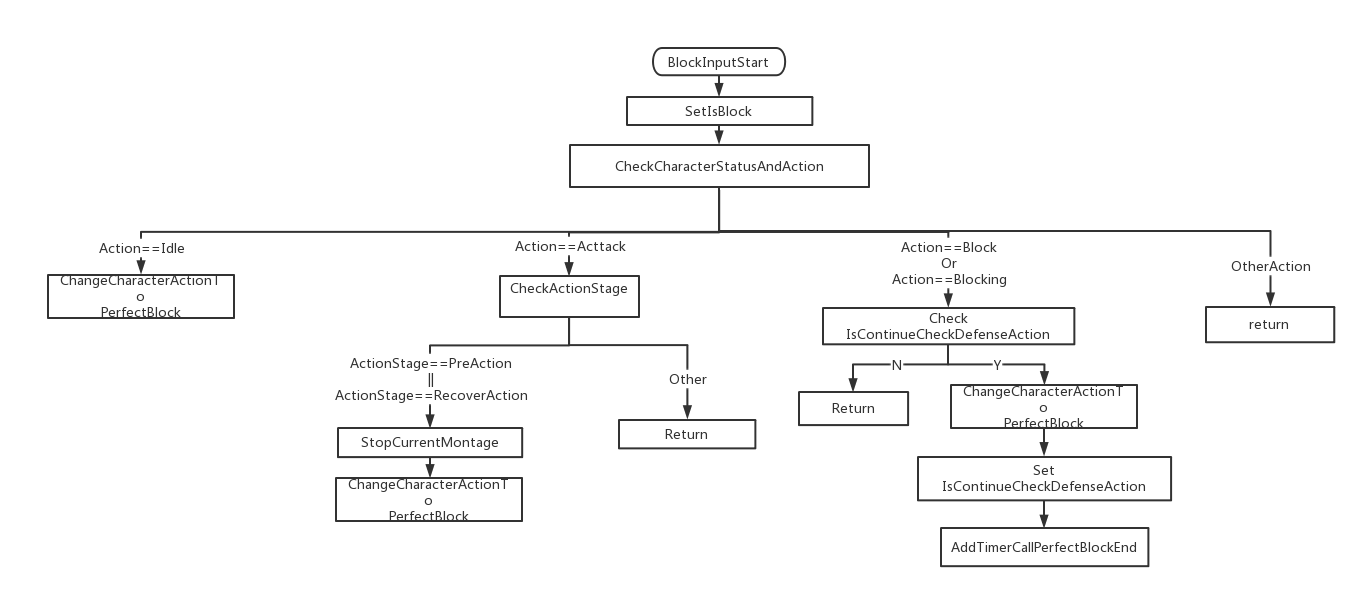 BlockInputStart
SetIsBlock
CheckCharacterStatusAndAction
Action==Idle
ChangeCharacterActionT
o
PerfectBlock
Action==Acttack
CheckActionStage
ActionStage==PreAction
||
ActionStage==RecoverAction
StopCurrentMontage
ChangeCharacterActionT
o
PerfectBlock
Other
Return
Action==Block
Or
Action==Blocking
Check
IsContinueCheckDefenseAction
N
Return
Y
ChangeCharacterActionT
o
PerfectBlock
Set
IsContinueCheckDefenseAction
AddTimerCallPerfectBlockEnd
OtherAction
return